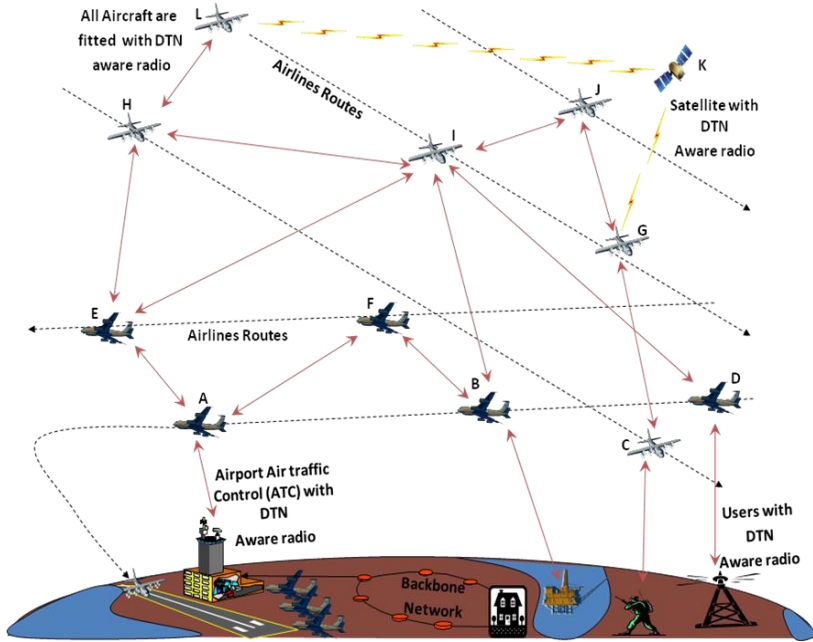 All Aircraft are
fitted with DTN
aware radio
L
K
Satellite with
DTN
Aware radio
J
H
I
Airlines Routes
G
E
F
Airlines Routes
A
B
D
C
Airport Air traffic
Control (ATC) with
DTN
Aware radio
Users with
DTN
Aware radio
Backbone
Network